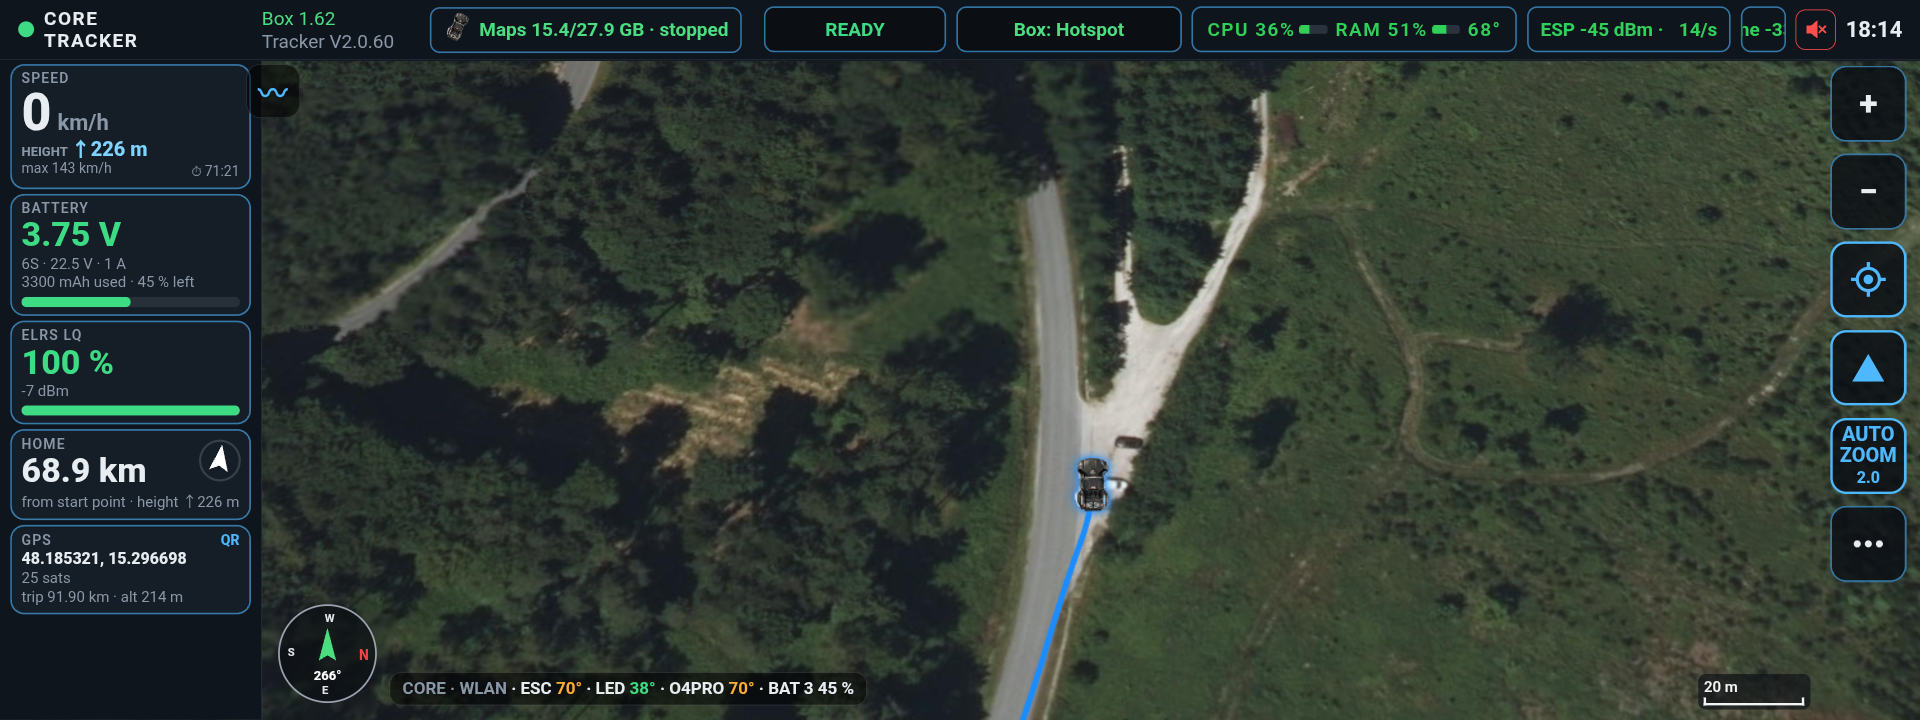 CORE
TRACKER
Box 1.62
Tracker V2.0.60
Maps 15.4/27.9 GB · stopped
READY
Box: Hotspot
CPU 36% RAM 51% 68°
ESP -45 dBm · 14/s
ne -3
18:14
SPEED
0 km/h
HEIGHT ↑ 226 m
max 143 km/h
⏱ 71:21
BATTERY
3.75 V
6S · 22.5 V · 1 A
3300 mAh used · 45 % left
ELRS LQ
100 %
-7 dBm
HOME
68.9 km
from start point · height ↑ 226 m
GPS QR
48.185321, 15.296698
25 sats
trip 91.90 km · alt 214 m
+
−
AUTO
ZOOM
2.0
•••
W
S N
266°
E
CORE · WLAN · ESC 70° · LED 38° · O4PRO 70° · BAT 3 45 %
20 m